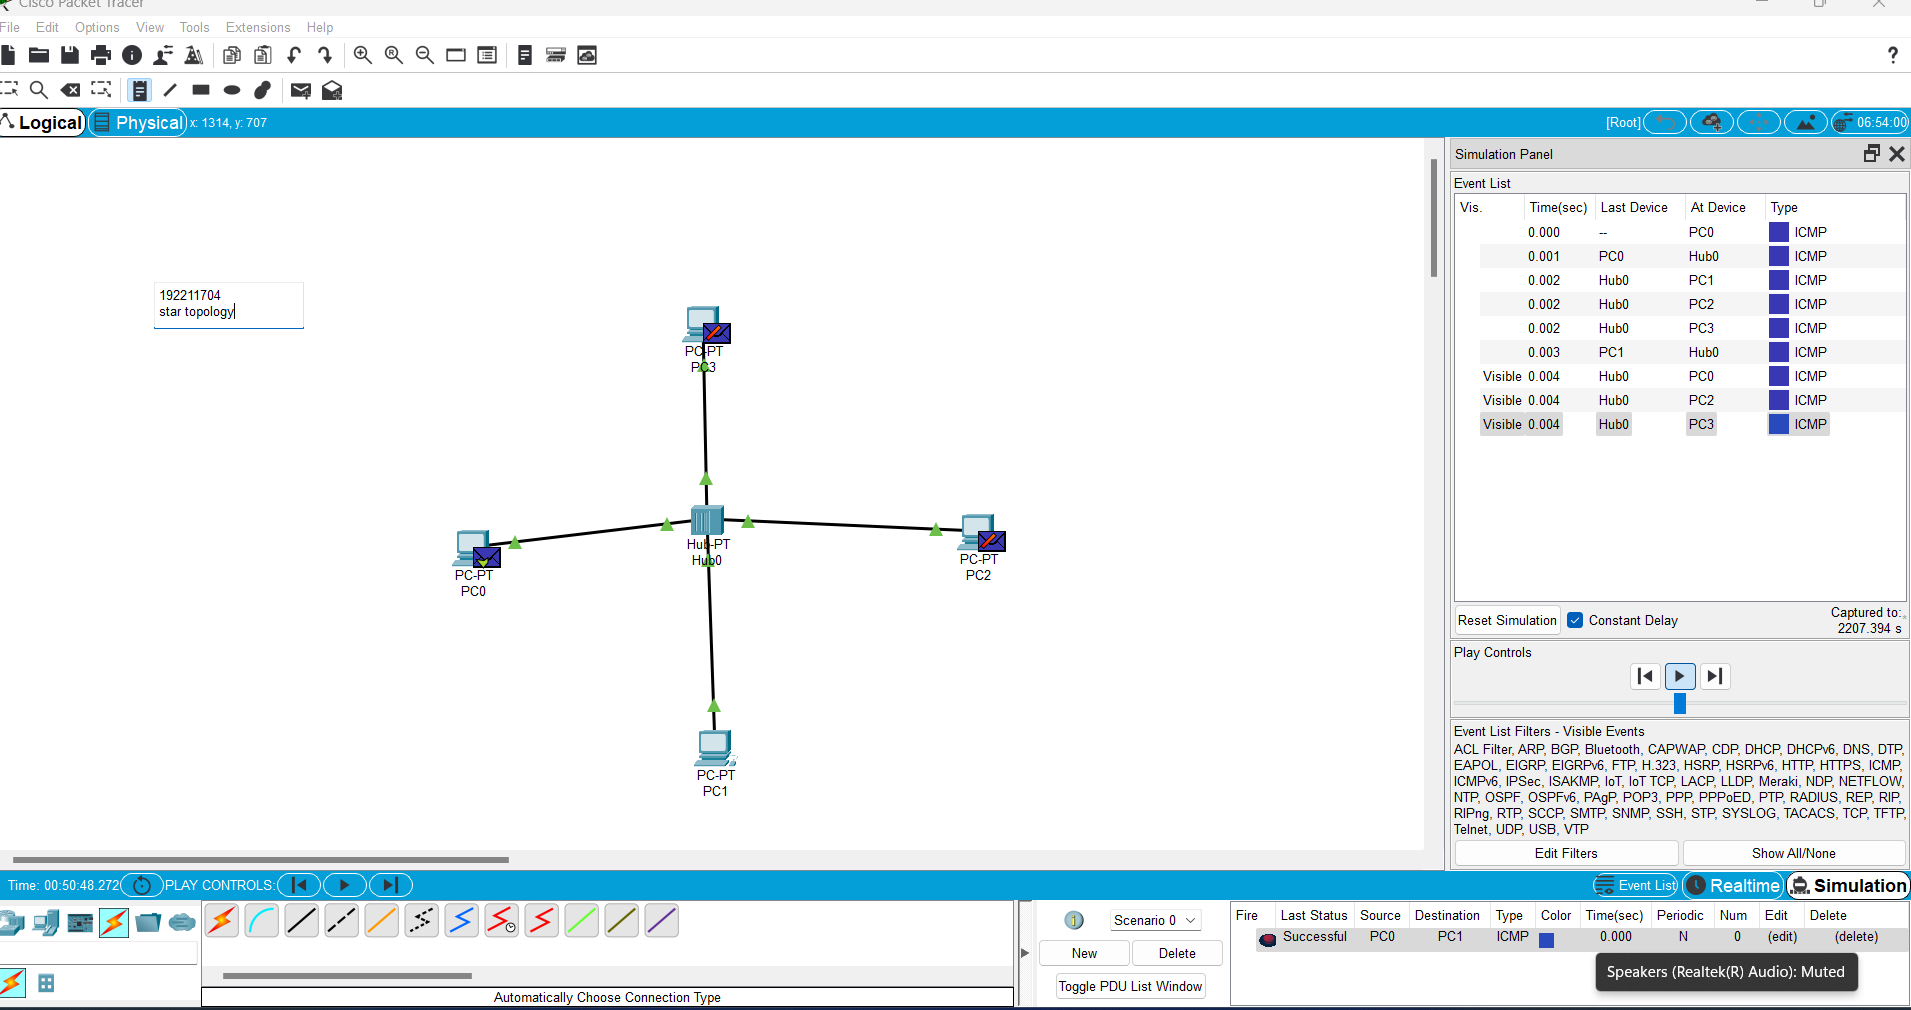 Cisco Packet Tracer
File Edit Options View Tools Extensions Help
Logical Physical x: 1314, y: 707 [Root] 06:54:00
192211704
star topology
PC-PT
PC3
Hub-PT
Hub0
PC-PT
PC0
PC-PT
PC2
PC-PT
PC1
Simulation Panel
Event List
Vis. Time(sec) Last Device At Device Type
0.000 -- PC0 ICMP
0.001 PC0 Hub0 ICMP
0.002 Hub0 PC1 ICMP
0.002 Hub0 PC2 ICMP
0.002 Hub0 PC3 ICMP
0.003 PC1 Hub0 ICMP
Visible 0.004 Hub0 PC0 ICMP
Visible 0.004 Hub0 PC2 ICMP
Visible 0.004 Hub0 PC3 ICMP
Reset Simulation Constant Delay
Captured to:
2207.394 s
Play Controls
Event List Filters - Visible Events
ACL Filter, ARP, BGP, Bluetooth, CAPWAP, CDP, DHCP, DHCPv6, DNS, DTP,
EAPOL, EIGRP, EIGRPv6, FTP, H.323, HSRP, HSRPv6, HTTP, HTTPS, ICMP,
ICMPv6, IPSec, ISAKMP, IoT, IoT TCP, LACP, LLDP, Meraki, NDP, NETFLOW,
NTP, OSPF, OSPFv6, PAgP, POP3, PPP, PPPoED, PTP, RADIUS, REP, RIP,
RIPng, RTP, SCCP, SMTP, SNMP, SSH, STP, SYSLOG, TACACS, TCP, TFTP,
Telnet, UDP, USB, VTP
Edit Filters Show All/None
Time: 00:50:48.272 PLAY CONTROLS: Event List Realtime Simulation
Automatically Choose Connection Type
Scenario 0
New Delete
Toggle PDU List Window
Fire Last Status Source Destination Type Color Time(sec) Periodic Num Edit Delete
Successful PC0 PC1 ICMP 0.000 N 0 (edit) (delete)
Speakers (Realtek(R) Audio): Muted